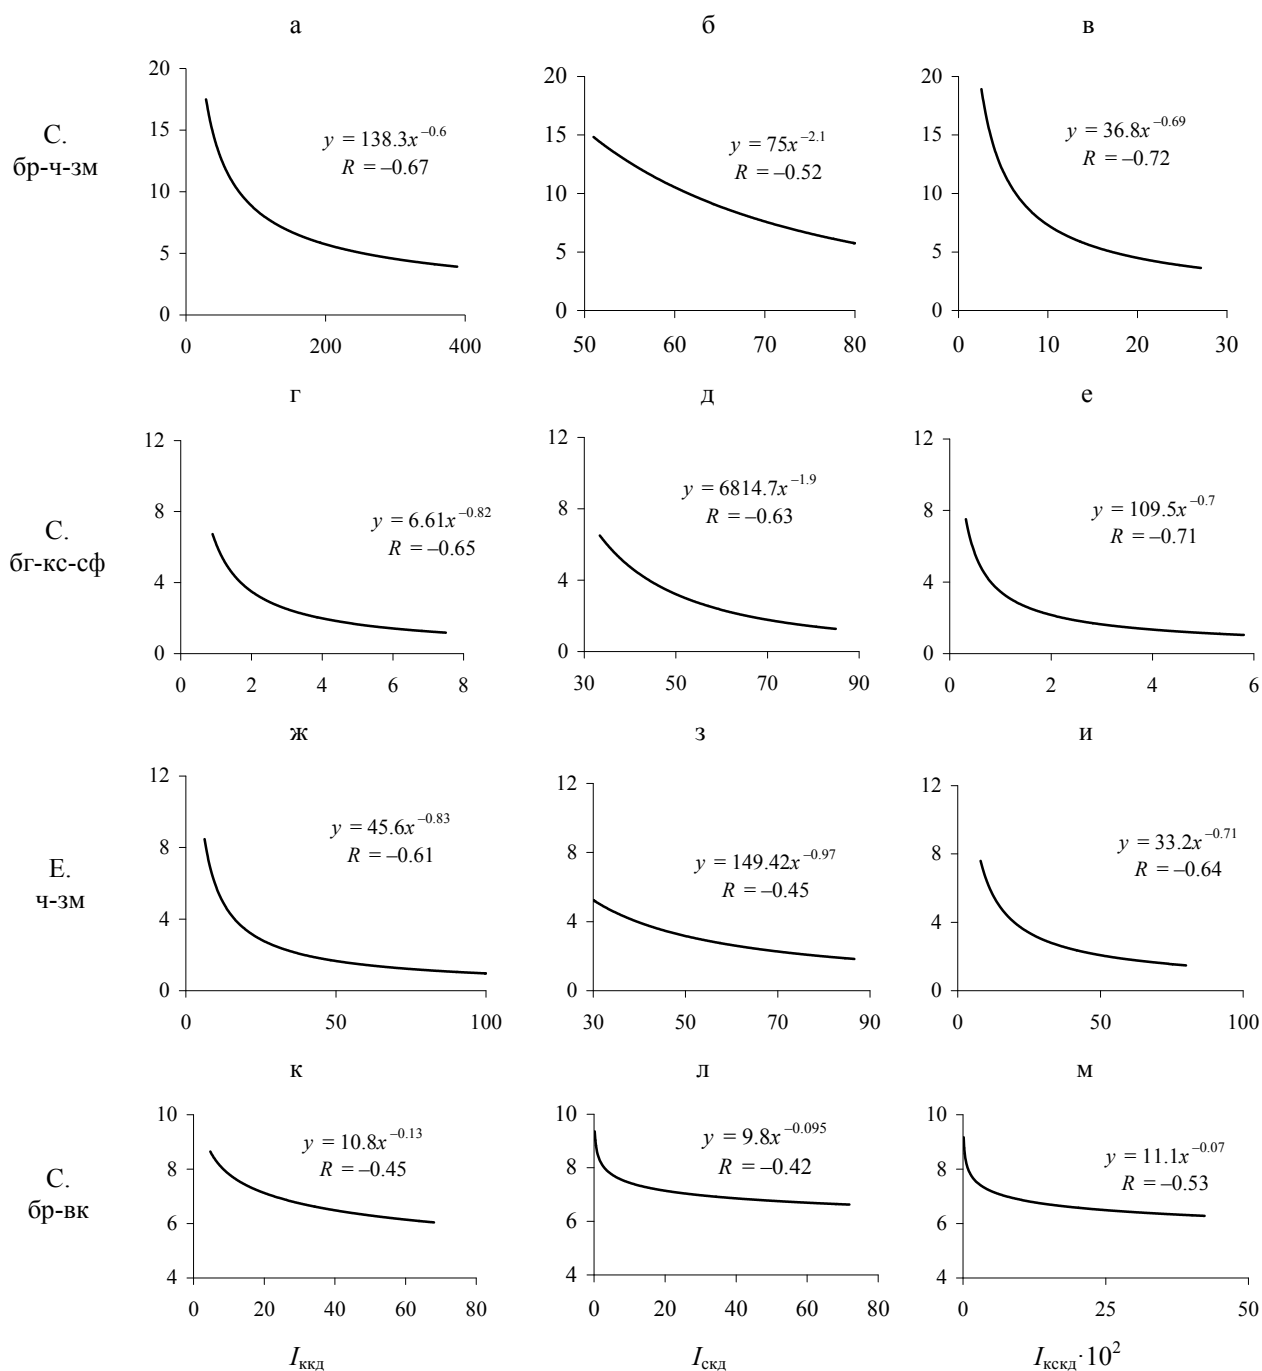 а б в
С.
бр-ч-зм
20
15
10
5
0
0 200 400
y = 138.3x^–0.6
R = –0.67
20
15
10
5
0
50 60 70 80
y = 75x^–2.1
R = –0.52
20
15
10
5
0
0 10 20 30
y = 36.8x^–0.69
R = –0.72
г д е
С.
бг-кс-сф
12
8
4
0
0 2 4 6 8
y = 6.61x^–0.82
R = –0.65
12
8
4
0
30 50 70 90
y = 6814.7x^–1.9
R = –0.63
12
8
4
0
0 2 4 6
y = 109.5x^–0.7
R = –0.71
ж з и
Е.
ч-зм
12
8
4
0
0 50 100
y = 45.6x^–0.83
R = –0.61
12
8
4
0
30 50 70 90
y = 149.42x^–0.97
R = –0.45
12
8
4
0
0 50 100
y = 33.2x^–0.71
R = –0.64
к л м
С.
бр-вк
10
8
6
4
0 20 40 60 80
y = 10.8x^–0.13
R = –0.45
10
8
6
4
0 20 40 60 80
y = 9.8x^–0.095
R = –0.42
10
8
6
4
0 25 50
y = 11.1x^–0.07
R = –0.53
Iккд Iскд Iкскд·10²